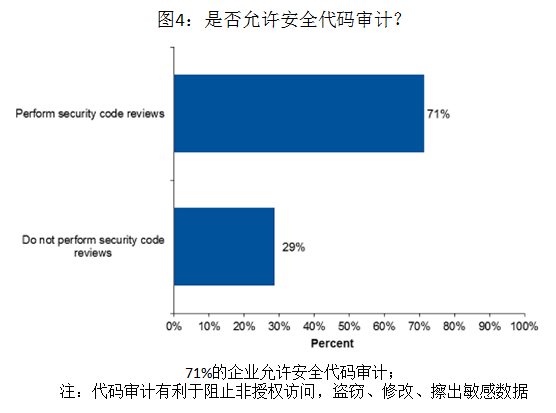 图4：是否允许安全代码审计？
Perform security code reviews
71%
Do not perform security code
reviews
29%
0% 10% 20% 30% 40% 50% 60% 70% 80% 90% 100%
Percent
71%的企业允许安全代码审计；
注：代码审计有利于阻止非授权访问，盗窃、修改、擦出敏感数据